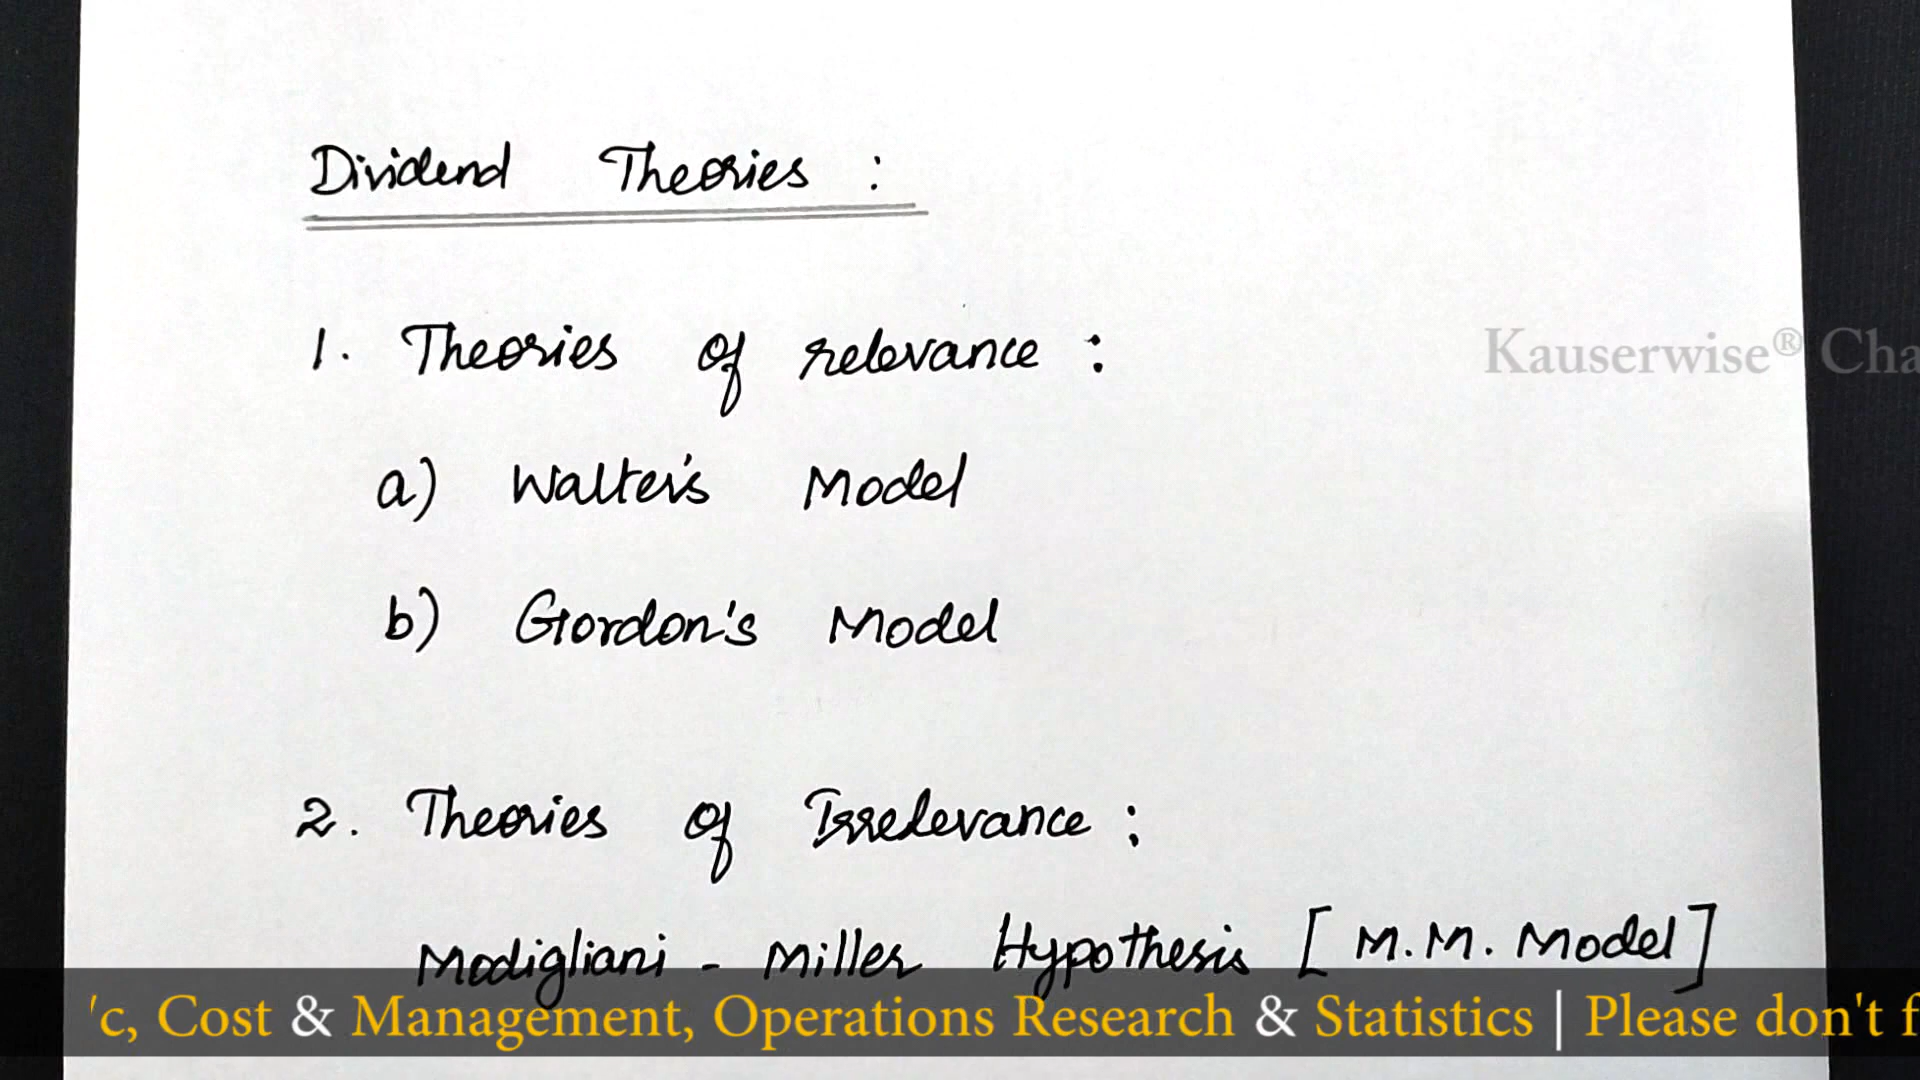 Dividend Theories :
1. Theories of relevance :
Kauserwise® Cha
a) Walter's Model
b) Gordon's Model
2. Theories of Irrelevance :
Modigliani - Miller Hypothesis [ M.M. Model ]
'c, Cost & Management, Operations Research & Statistics | Please don't f